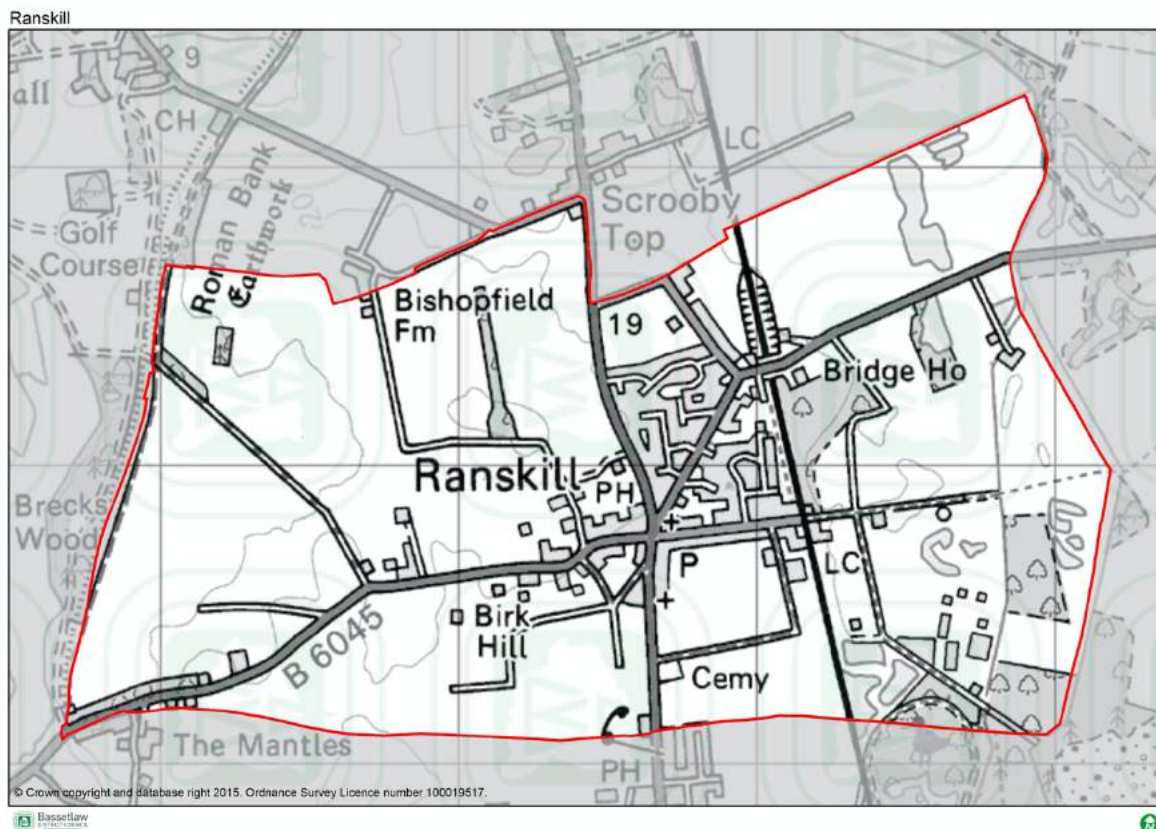 Ranskill
9
all
CH
LC
Roman Bank
Earthwork
Scrooby
Top
Golf
Course
Bishopfield
Fm
19
Bridge Ho
Ranskill
PH
Brecks
Wood
P
LC
Birk
Hill
B 6045
Cemy
The Mantles
PH
© Crown copyright and database right 2015. Ordnance Survey Licence number 100019517.
Bassetlaw
DISTRICT COUNCIL